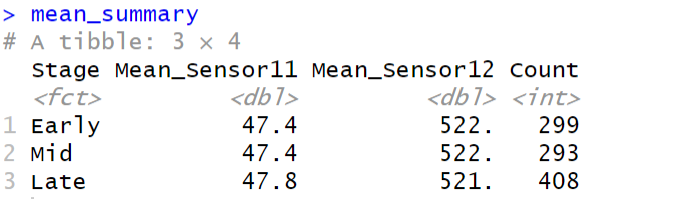 > mean_summary
# A tibble: 3 × 4
Stage Mean_Sensor11 Mean_Sensor12 Count
<fct> <dbl> <dbl> <int>
1 Early 47.4 522. 299
2 Mid 47.4 522. 293
3 Late 47.8 521. 408